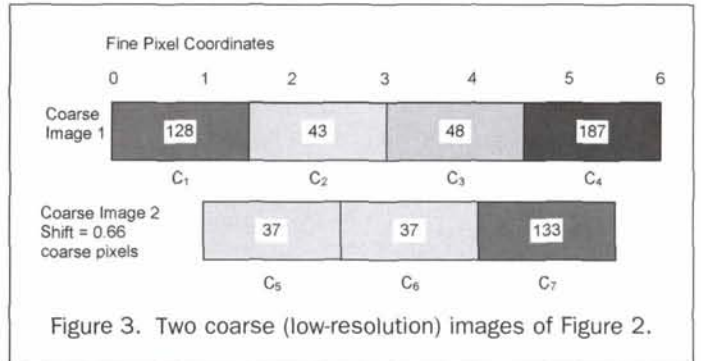 Fine Pixel Coordinates
0 1 2 3 4 5 6
Coarse
Image 1
128 43 48 187
C₁ C₂ C₃ C₄
Coarse Image 2
Shift = 0.66
coarse pixels
37 37 133
C₅ C₆ C₇
Figure 3. Two coarse (low-resolution) images of Figure 2.